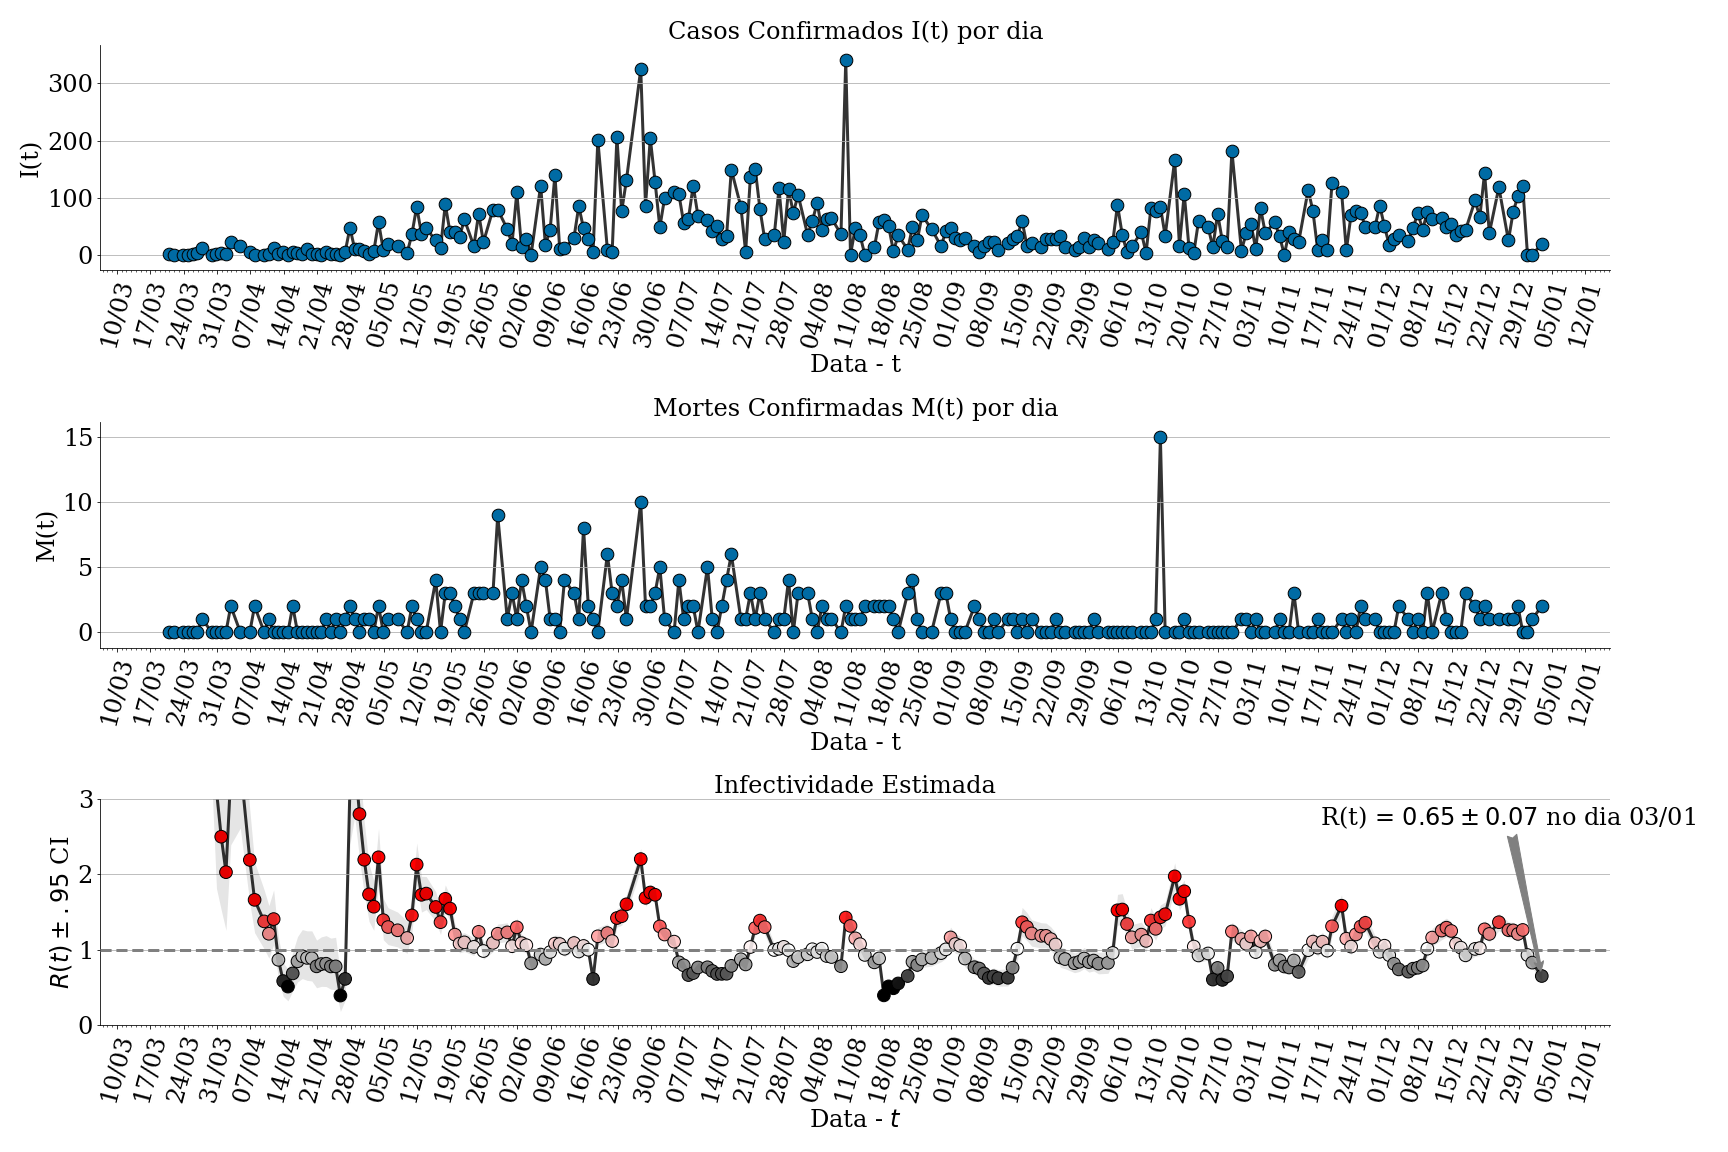 Casos Confirmados I(t) por dia
I(t)
300
200
100
0
10/03 17/03 24/03 31/03 07/04 14/04 21/04 28/04 05/05 12/05 19/05 26/05 02/06 09/06 16/06 23/06 30/06 07/07 14/07 21/07 28/07 04/08 11/08 18/08 25/08 01/09 08/09 15/09 22/09 29/09 06/10 13/10 20/10 27/10 03/11 10/11 17/11 24/11 01/12 08/12 15/12 22/12 29/12 05/01 12/01
Data - t
Mortes Confirmadas M(t) por dia
M(t)
15
10
5
0
10/03 17/03 24/03 31/03 07/04 14/04 21/04 28/04 05/05 12/05 19/05 26/05 02/06 09/06 16/06 23/06 30/06 07/07 14/07 21/07 28/07 04/08 11/08 18/08 25/08 01/09 08/09 15/09 22/09 29/09 06/10 13/10 20/10 27/10 03/11 10/11 17/11 24/11 01/12 08/12 15/12 22/12 29/12 05/01 12/01
Data - t
Infectividade Estimada
R(t) ± .95 CI
3
2
1
0
R(t) = 0.65 ± 0.07 no dia 03/01
10/03 17/03 24/03 31/03 07/04 14/04 21/04 28/04 05/05 12/05 19/05 26/05 02/06 09/06 16/06 23/06 30/06 07/07 14/07 21/07 28/07 04/08 11/08 18/08 25/08 01/09 08/09 15/09 22/09 29/09 06/10 13/10 20/10 27/10 03/11 10/11 17/11 24/11 01/12 08/12 15/12 22/12 29/12 05/01 12/01
Data - t